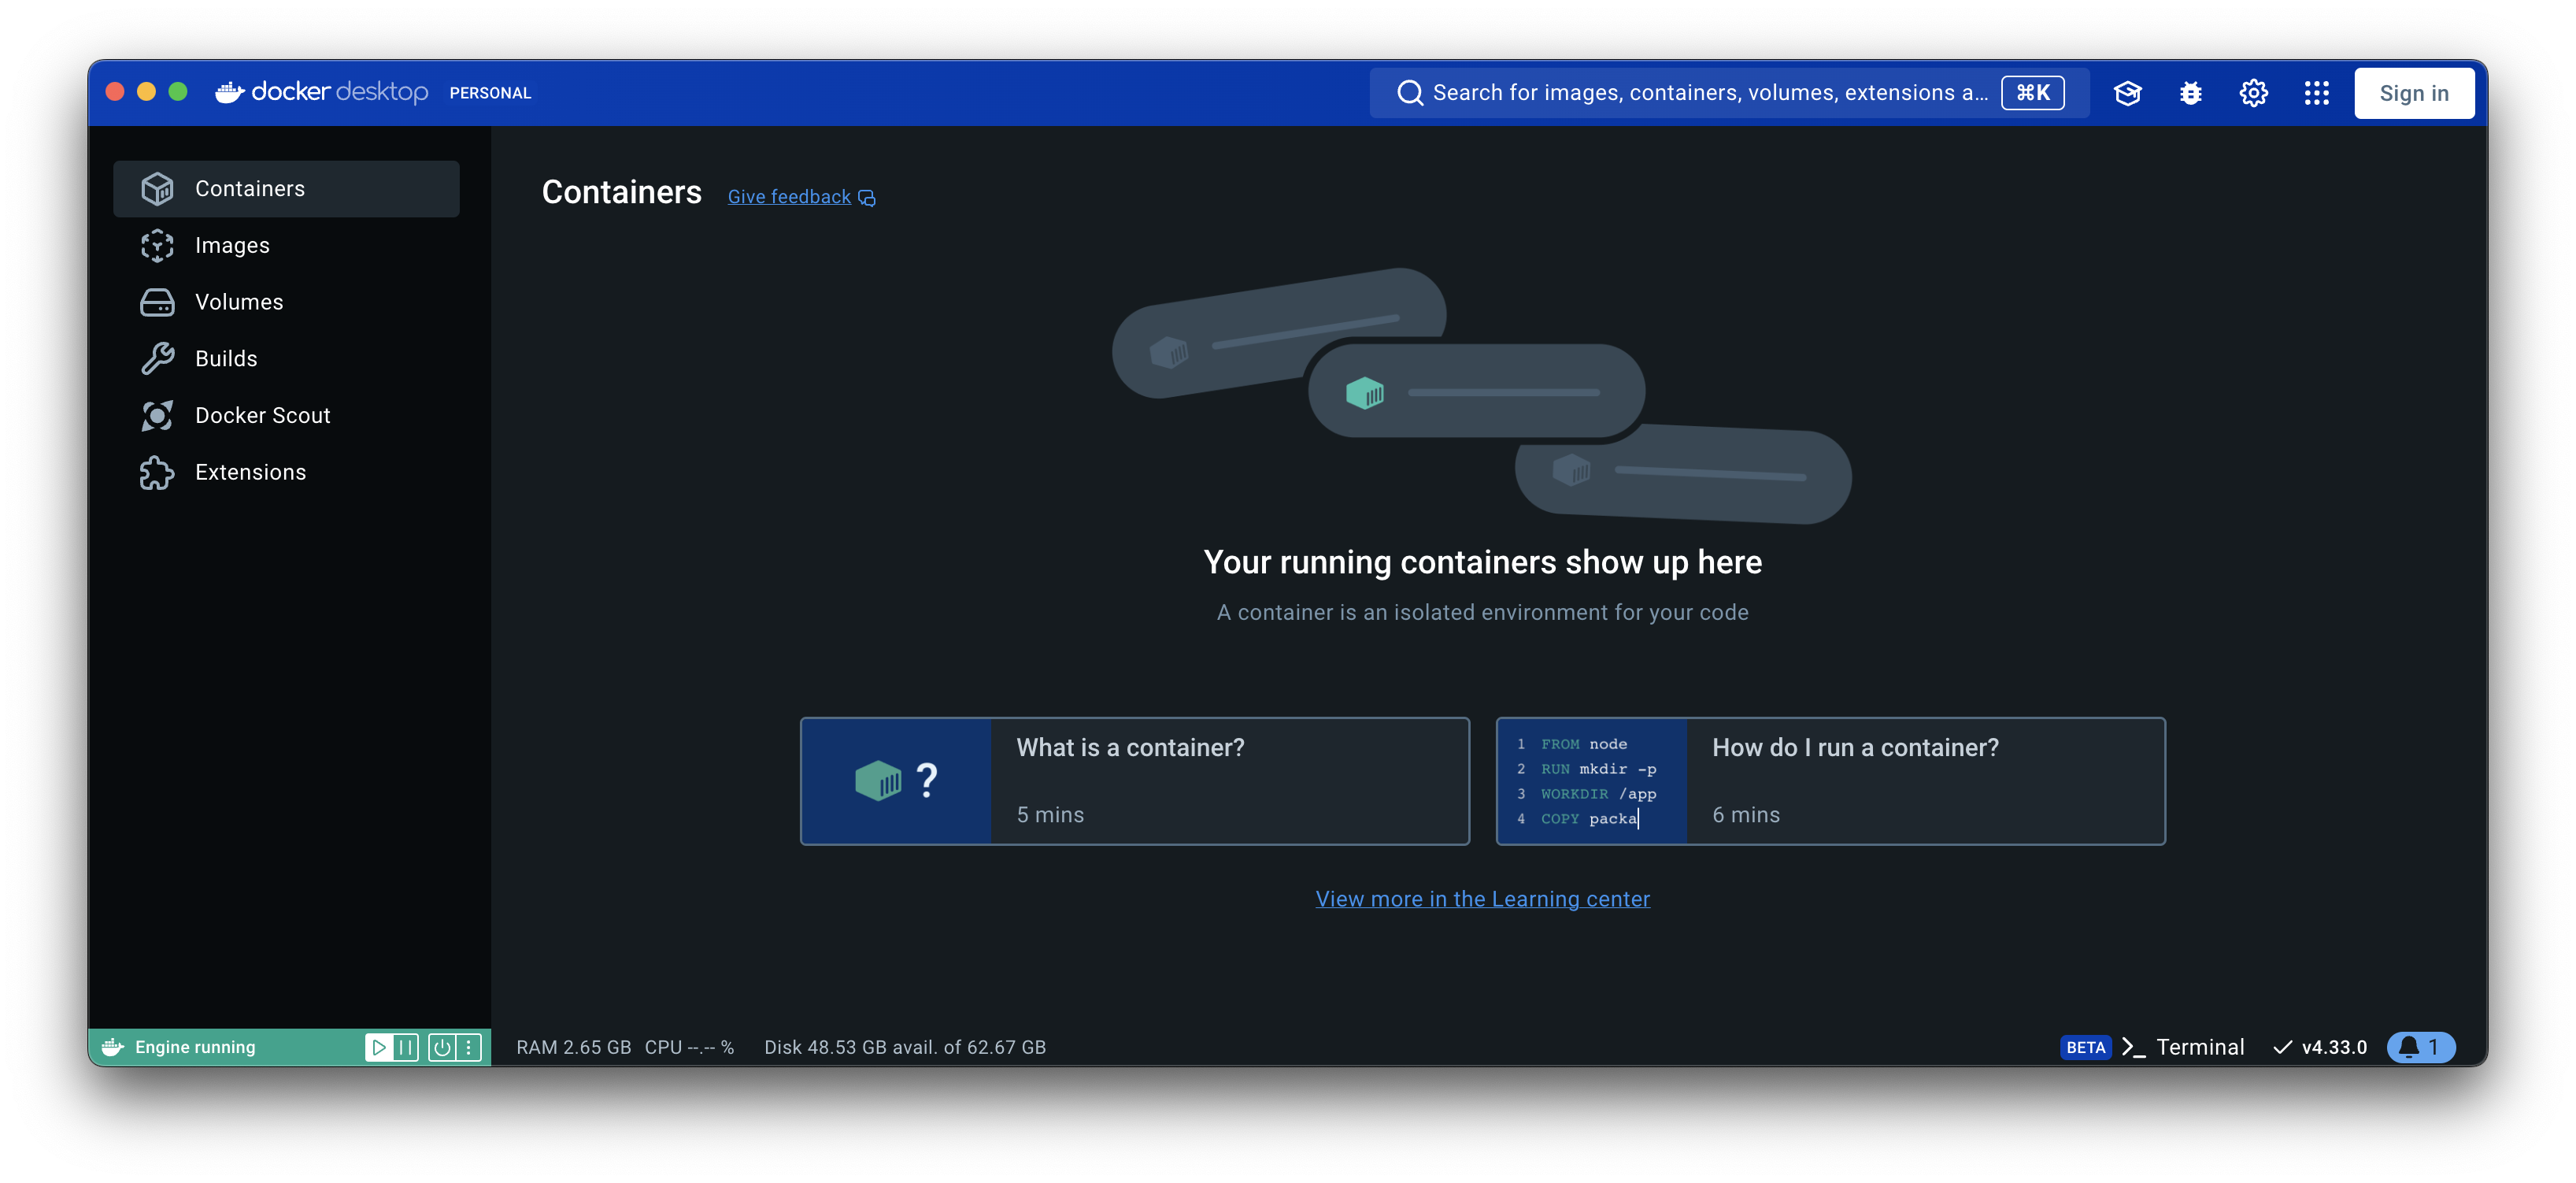 docker desktop PERSONAL
Search for images, containers, volumes, extensions a... ⌘K
Sign in
Containers
Images
Volumes
Builds
Docker Scout
Extensions
Containers Give feedback
Your running containers show up here
A container is an isolated environment for your code
?
What is a container?
5 mins
1 FROM node
2 RUN mkdir -p
3 WORKDIR /app
4 COPY packa
How do I run a container?
6 mins
View more in the Learning center
Engine running
RAM 2.65 GB CPU --.-- % Disk 48.53 GB avail. of 62.67 GB
BETA >_ Terminal v4.33.0 1